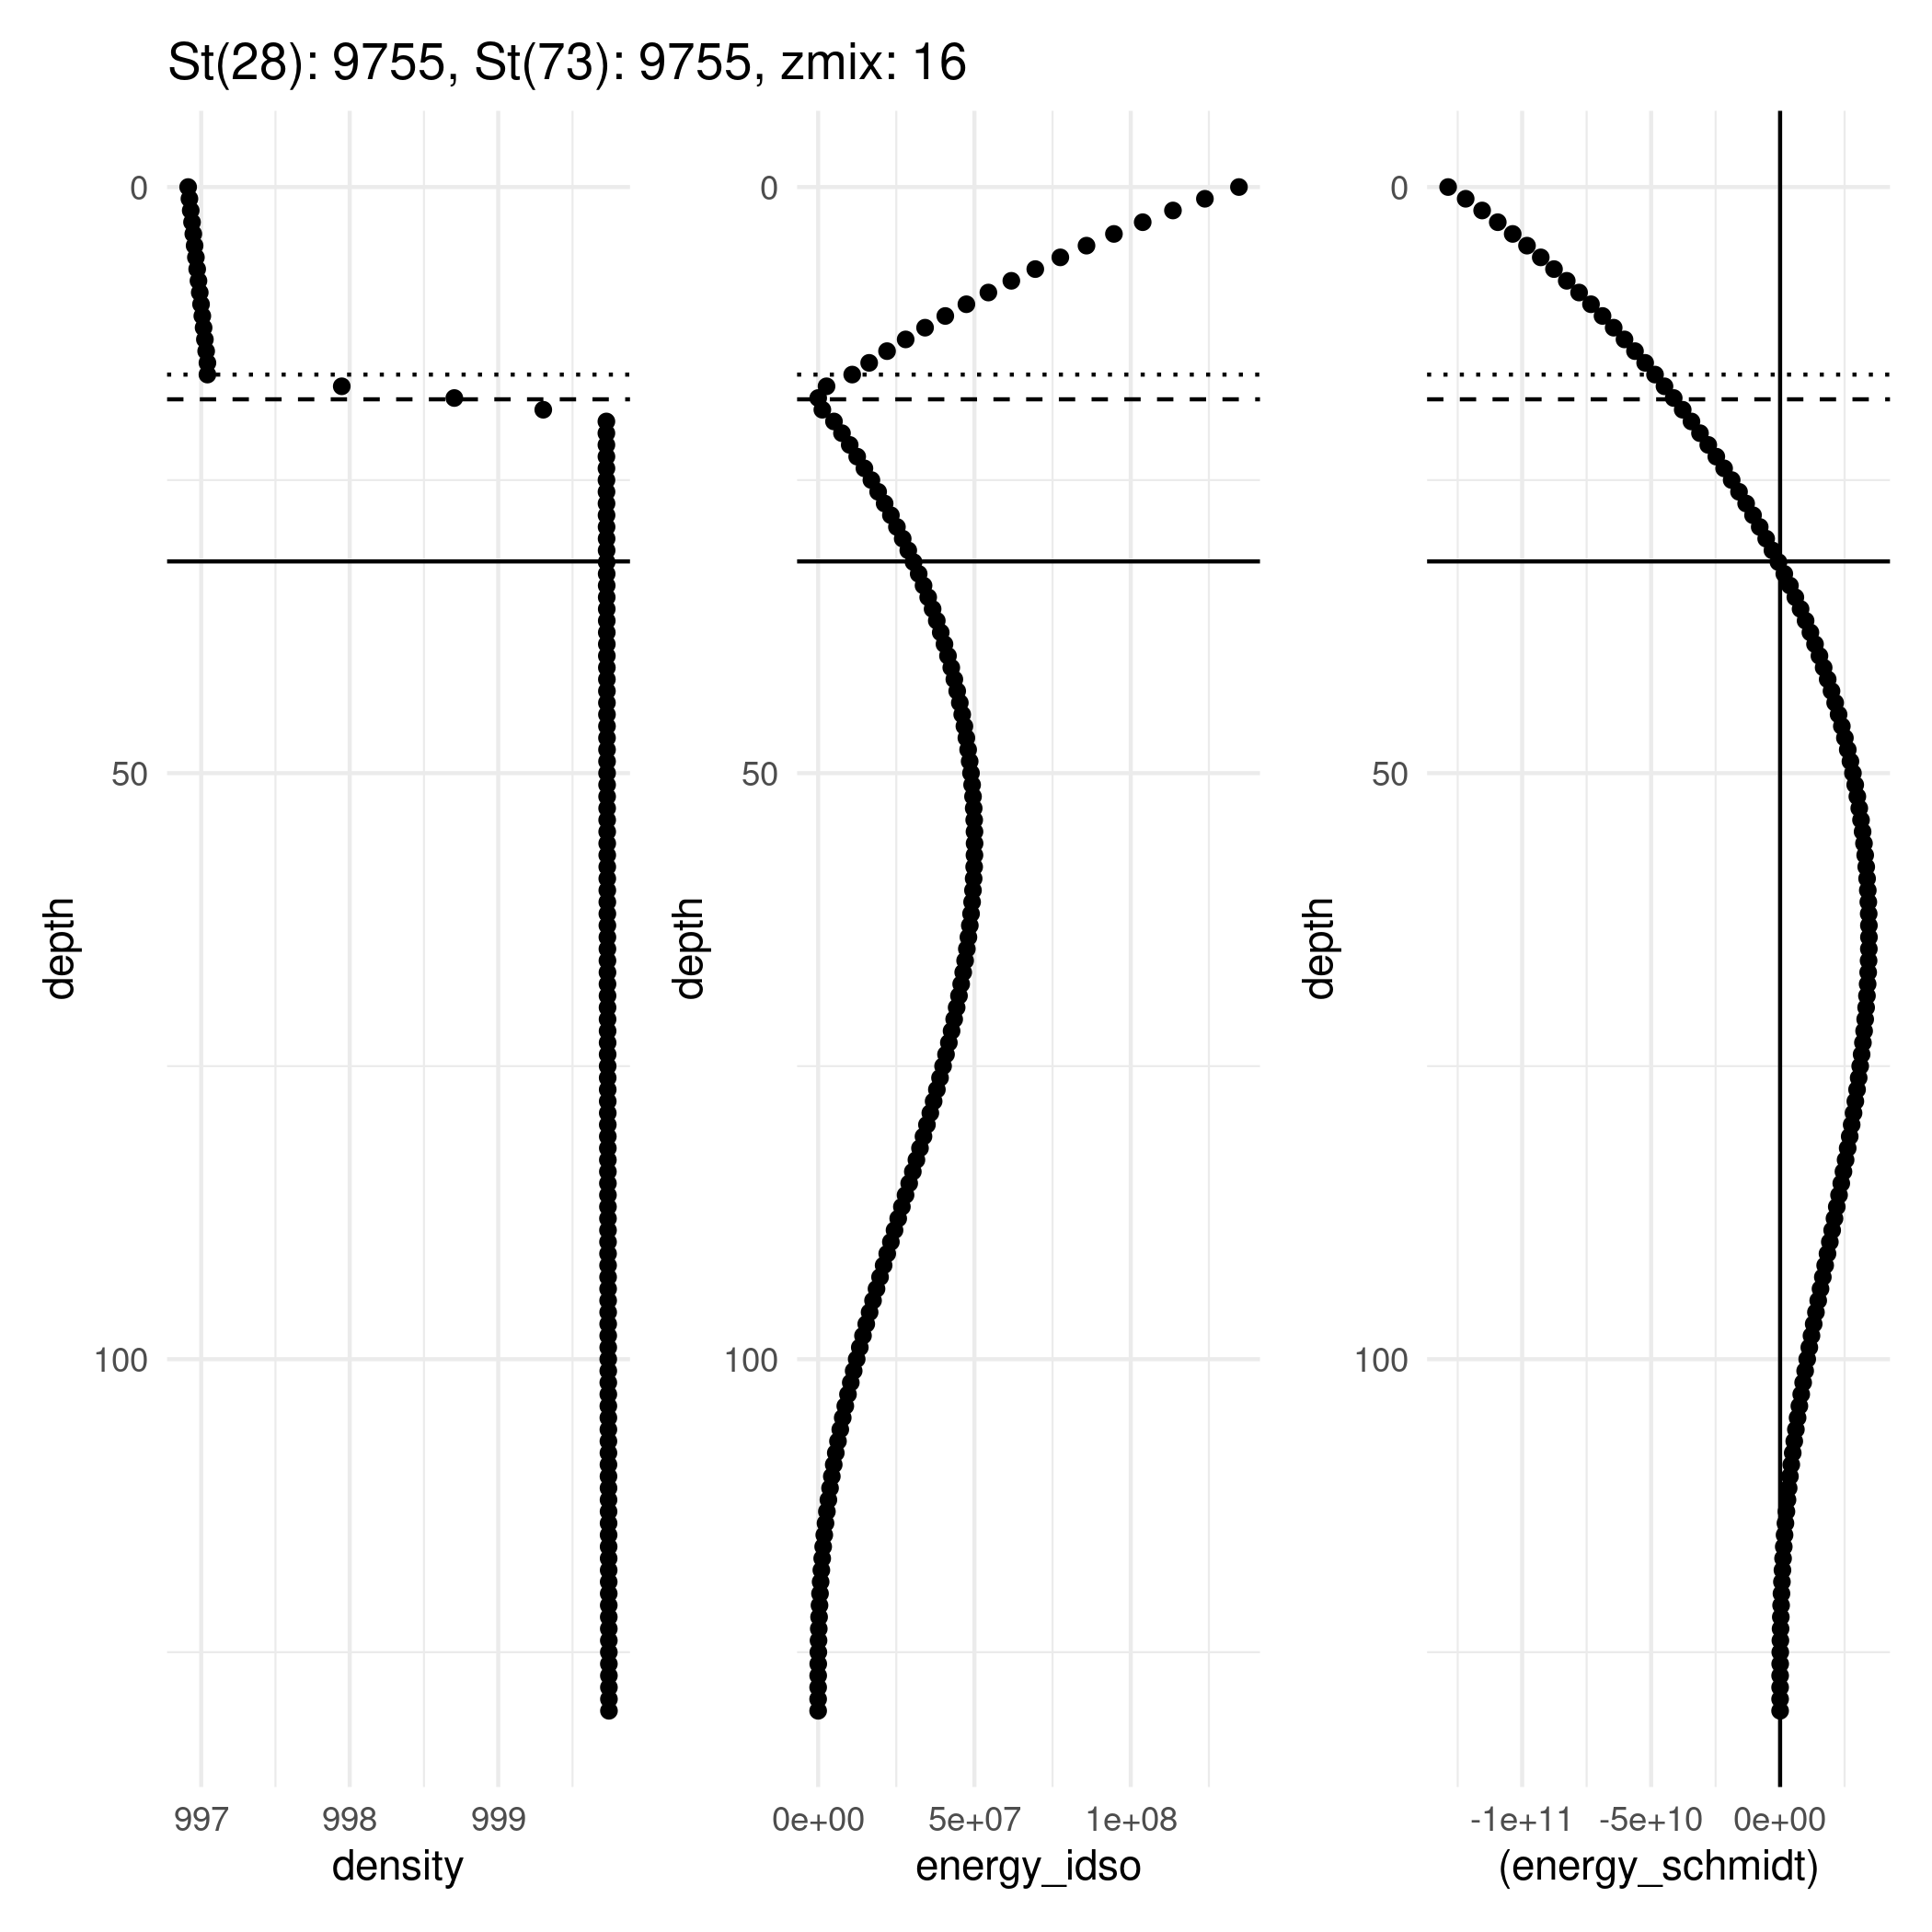 St(28): 9755, St(73): 9755, zmix: 16
0
50
100
depth
997 998 999
density
0
50
100
depth
0e+00 5e+07 1e+08
energy_idso
0
50
100
depth
-1e+11 -5e+10 0e+00
(energy_schmidt)